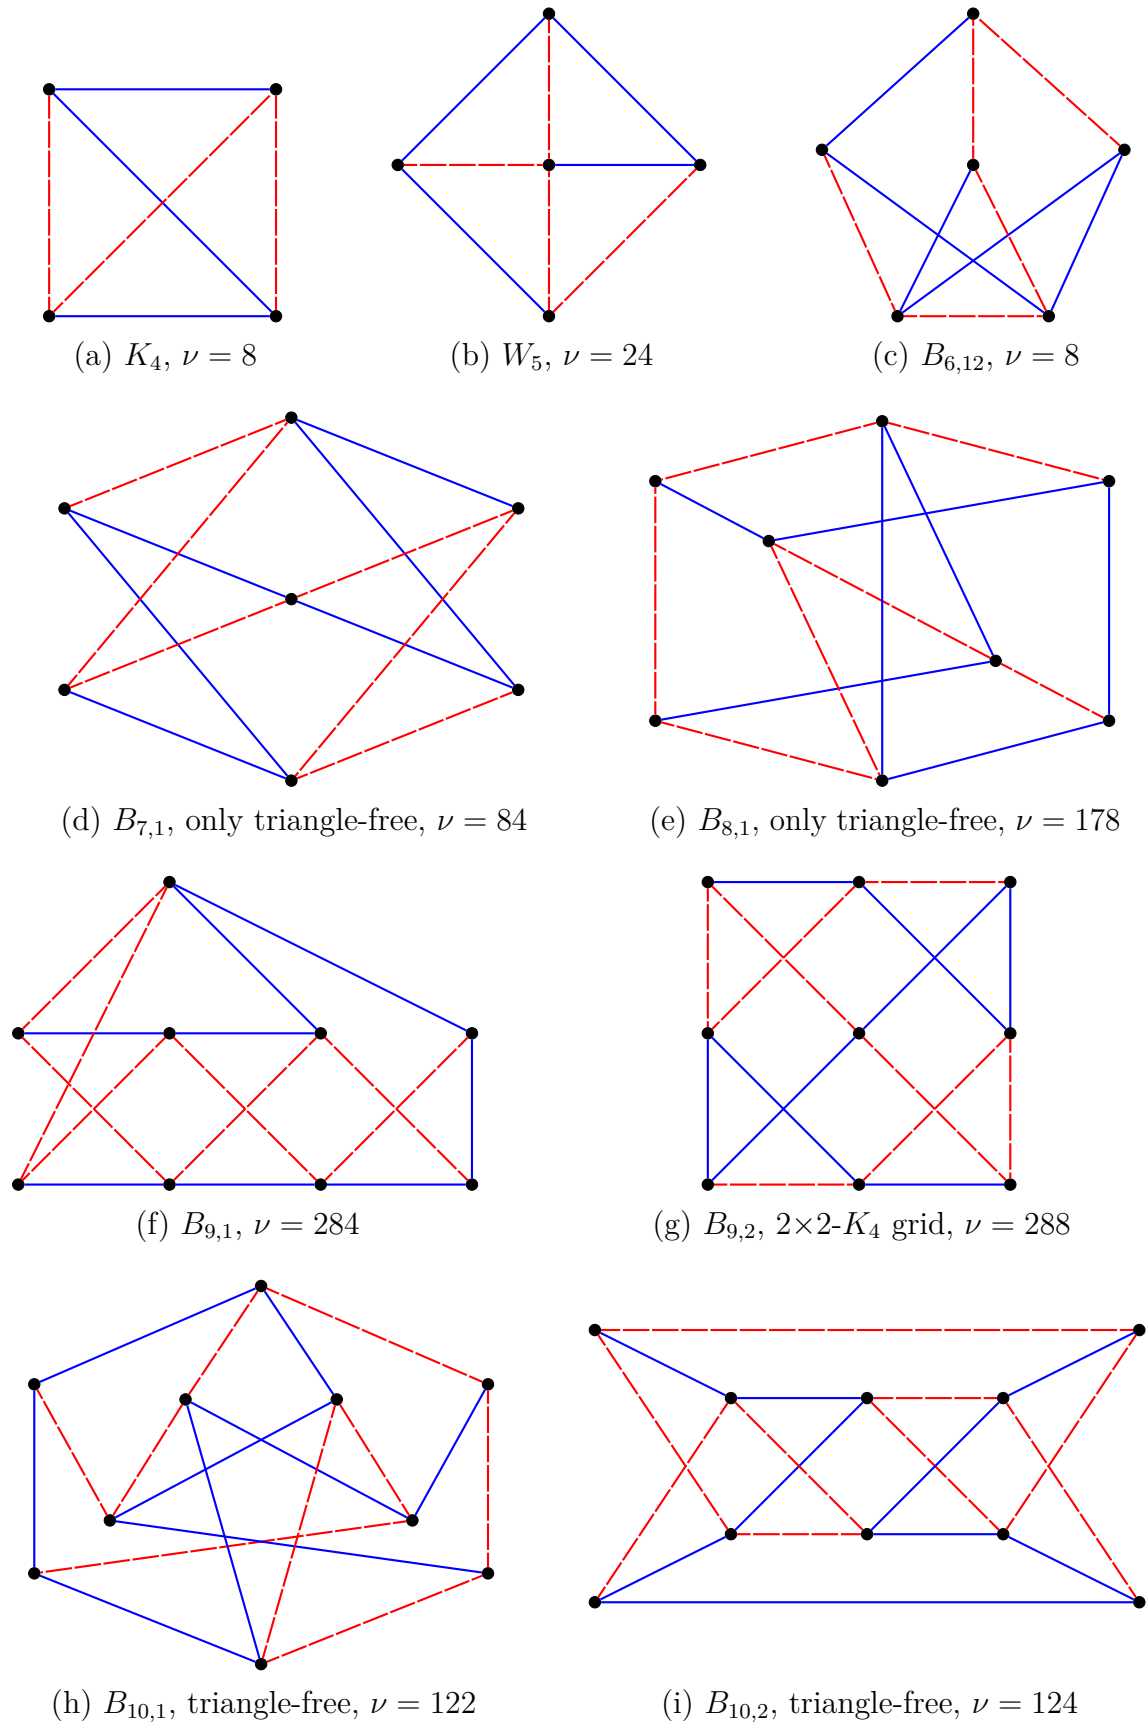 (a) K₄, ν = 8
(b) W₅, ν = 24
(c) B₆,₁₂, ν = 8
(d) B₇,₁, only triangle-free, ν = 84
(e) B₈,₁, only triangle-free, ν = 178
(f) B₉,₁, ν = 284
(g) B₉,₂, 2×2-K₄ grid, ν = 288
(h) B₁₀,₁, triangle-free, ν = 122
(i) B₁₀,₂, triangle-free, ν = 124